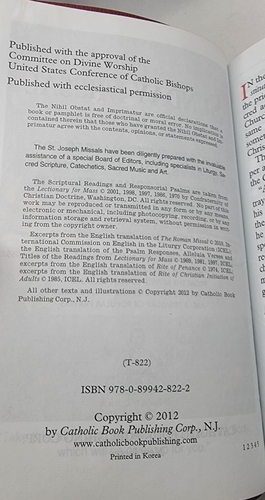 Published with the approval of the
Committee on Divine Worship
United States Conference of Catholic Bishops
Published with ecclesiastical permission
The Nihil Obstat and Imprimatur are official declarations that a
book or pamphlet is free of doctrinal or moral error. No implication is
contained therein that those who have granted the Nihil Obstat and Im-
primatur agree with the contents, opinions, or statements expressed.
The St. Joseph Missals have been diligently prepared with the invaluable
assistance of a special Board of Editors, including specialists in Liturgy, Sa-
cred Scripture, Catechetics, Sacred Music and Art.
The Scriptural Readings and Responsorial Psalms are taken from
the Lectionary for Mass © 2001, 1998, 1997, 1986, 1970 by Confraternity of
Christian Doctrine, Washington, DC. All rights reserved. No part of this
work may be reproduced or transmitted in any form or by any means,
electronic or mechanical, including photocopying, recording, or by any
information storage and retrieval system, without permission in writ-
ing from the copyright owner.
Excerpts from the English translation of The Roman Missal © 2010, In-
ternational Commission on English in the Liturgy Corporation (ICEL);
the English translation of the Psalm Responses, Alleluia Verses and
Titles of the Readings from Lectionary for Mass © 1969, 1981, 1997, ICEL;
excerpts from the English translation of Rite of Penance © 1974, ICEL;
excerpts from the English translation of Rite of Christian Initiation of
Adults © 1985, ICEL. All rights reserved.
All other texts and illustrations © Copyright 2012 by Catholic Book
Publishing Corp., N.J.
(T-822)
ISBN 978-0-89942-822-2
Copyright © 2012
by Catholic Book Publishing Corp., N.J.
www.catholicbookpublishing.com
Printed in Korea
1 2 3 4 5